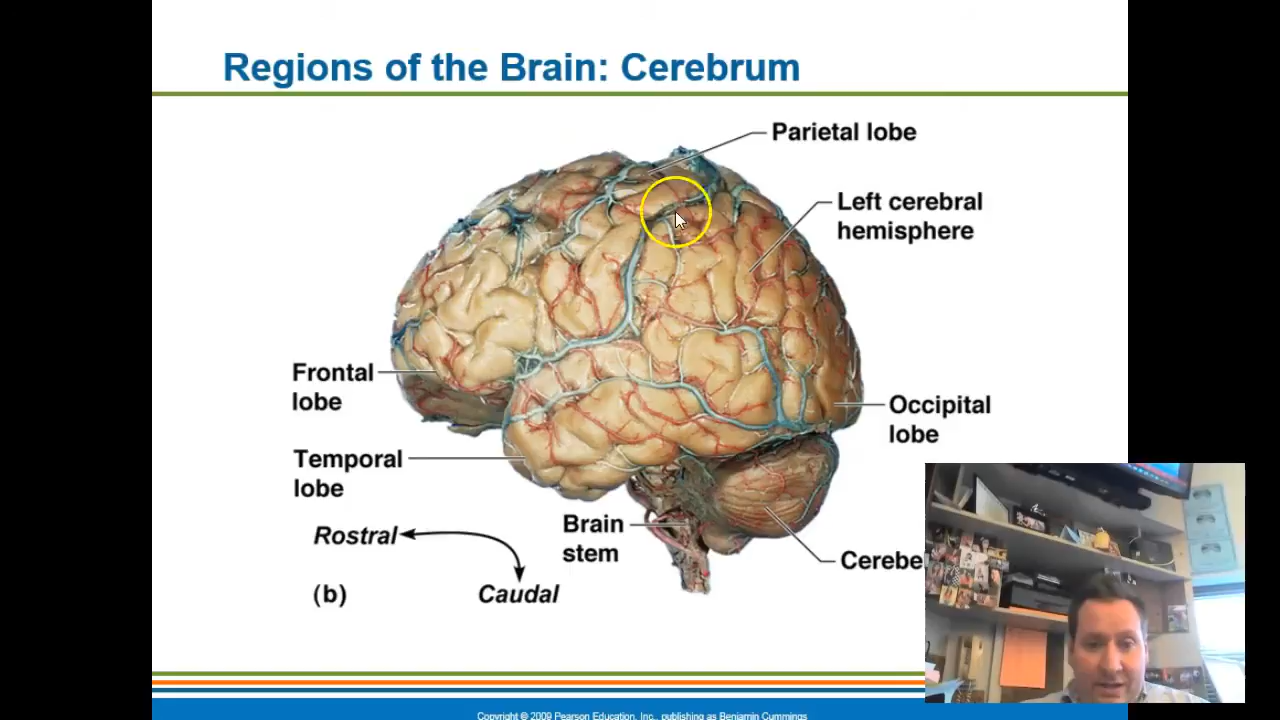 Regions of the Brain: Cerebrum
Parietal lobe
Left cerebral
hemisphere
Frontal
lobe
Occipital
lobe
Temporal
lobe
Rostral
Brain
stem
Cerebe
(b)
Caudal
Copyright © 2009 Pearson Education, Inc., publishing as Benjamin Cummings